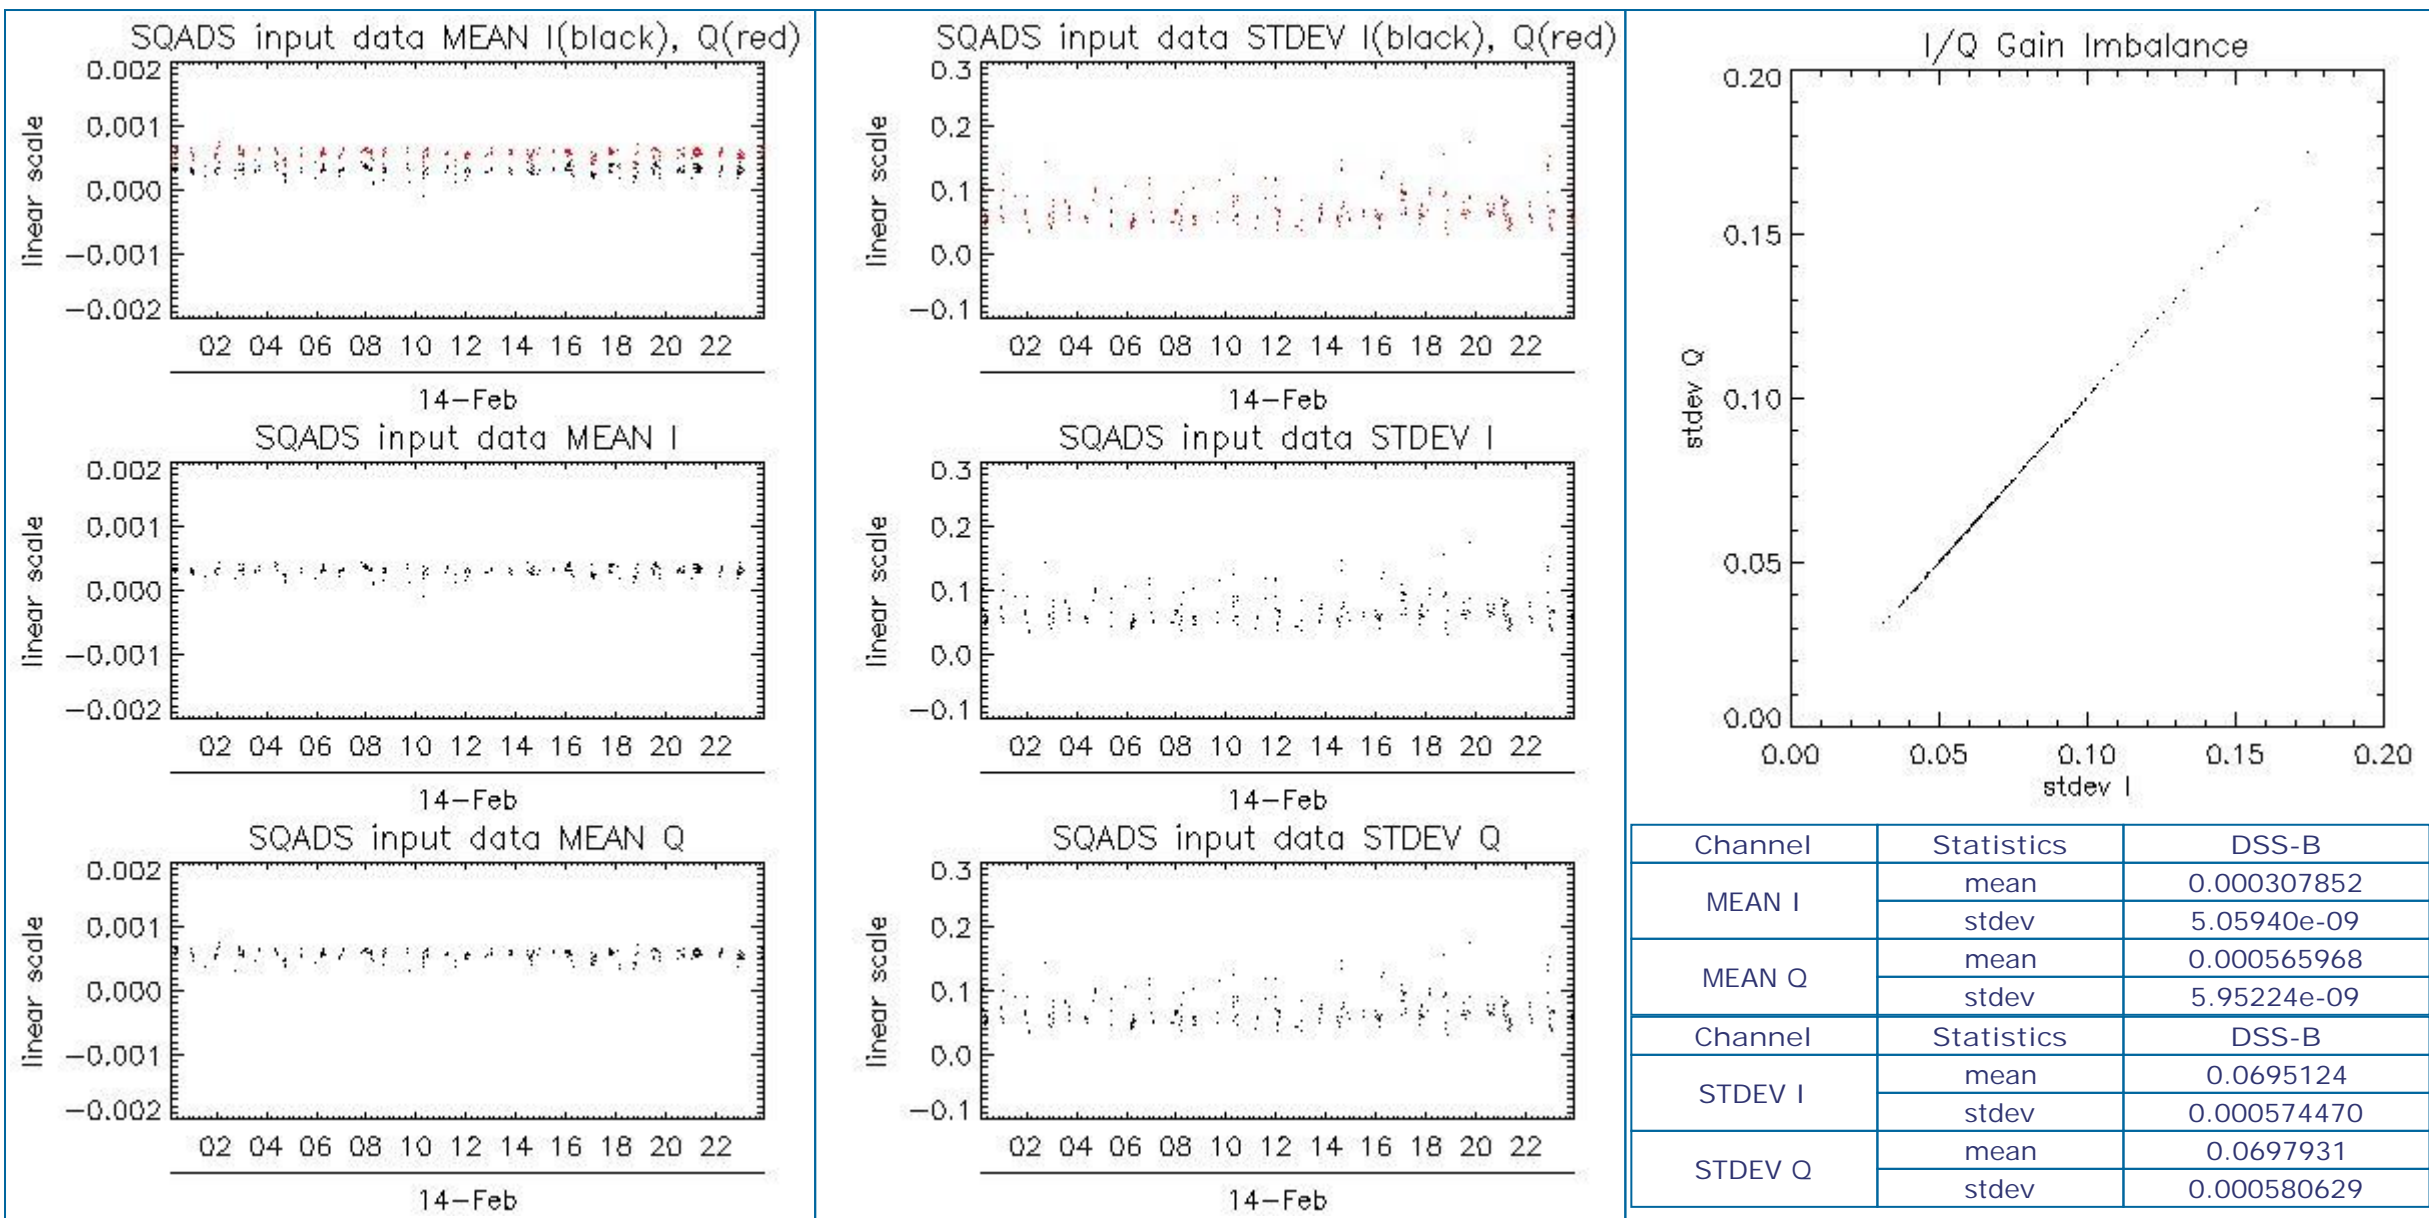 SQADS input data MEAN I(black), Q(red)
0.002
0.001
0.000
−0.001
−0.002
linear scale
02 04 06 08 10 12 14 16 18 20 22
14−Feb
SQADS input data MEAN I
0.002
0.001
0.000
−0.001
−0.002
linear scale
02 04 06 08 10 12 14 16 18 20 22
14−Feb
SQADS input data MEAN Q
0.002
0.001
0.000
−0.001
−0.002
linear scale
02 04 06 08 10 12 14 16 18 20 22
14−Feb
SQADS input data STDEV I(black), Q(red)
0.3
0.2
0.1
0.0
−0.1
linear scale
02 04 06 08 10 12 14 16 18 20 22
14−Feb
SQADS input data STDEV I
0.3
0.2
0.1
0.0
−0.1
linear scale
02 04 06 08 10 12 14 16 18 20 22
14−Feb
SQADS input data STDEV Q
0.3
0.2
0.1
0.0
−0.1
linear scale
02 04 06 08 10 12 14 16 18 20 22
14−Feb
I/Q Gain Imbalance
0.20
0.15
0.10
0.05
0.00
stdev Q
0.00 0.05 0.10 0.15 0.20
stdev I
Channel Statistics DSS-B
MEAN I mean 0.000307852
stdev 5.05940e-09
MEAN Q mean 0.000565968
stdev 5.95224e-09
Channel Statistics DSS-B
STDEV I mean 0.0695124
stdev 0.000574470
STDEV Q mean 0.0697931
stdev 0.000580629